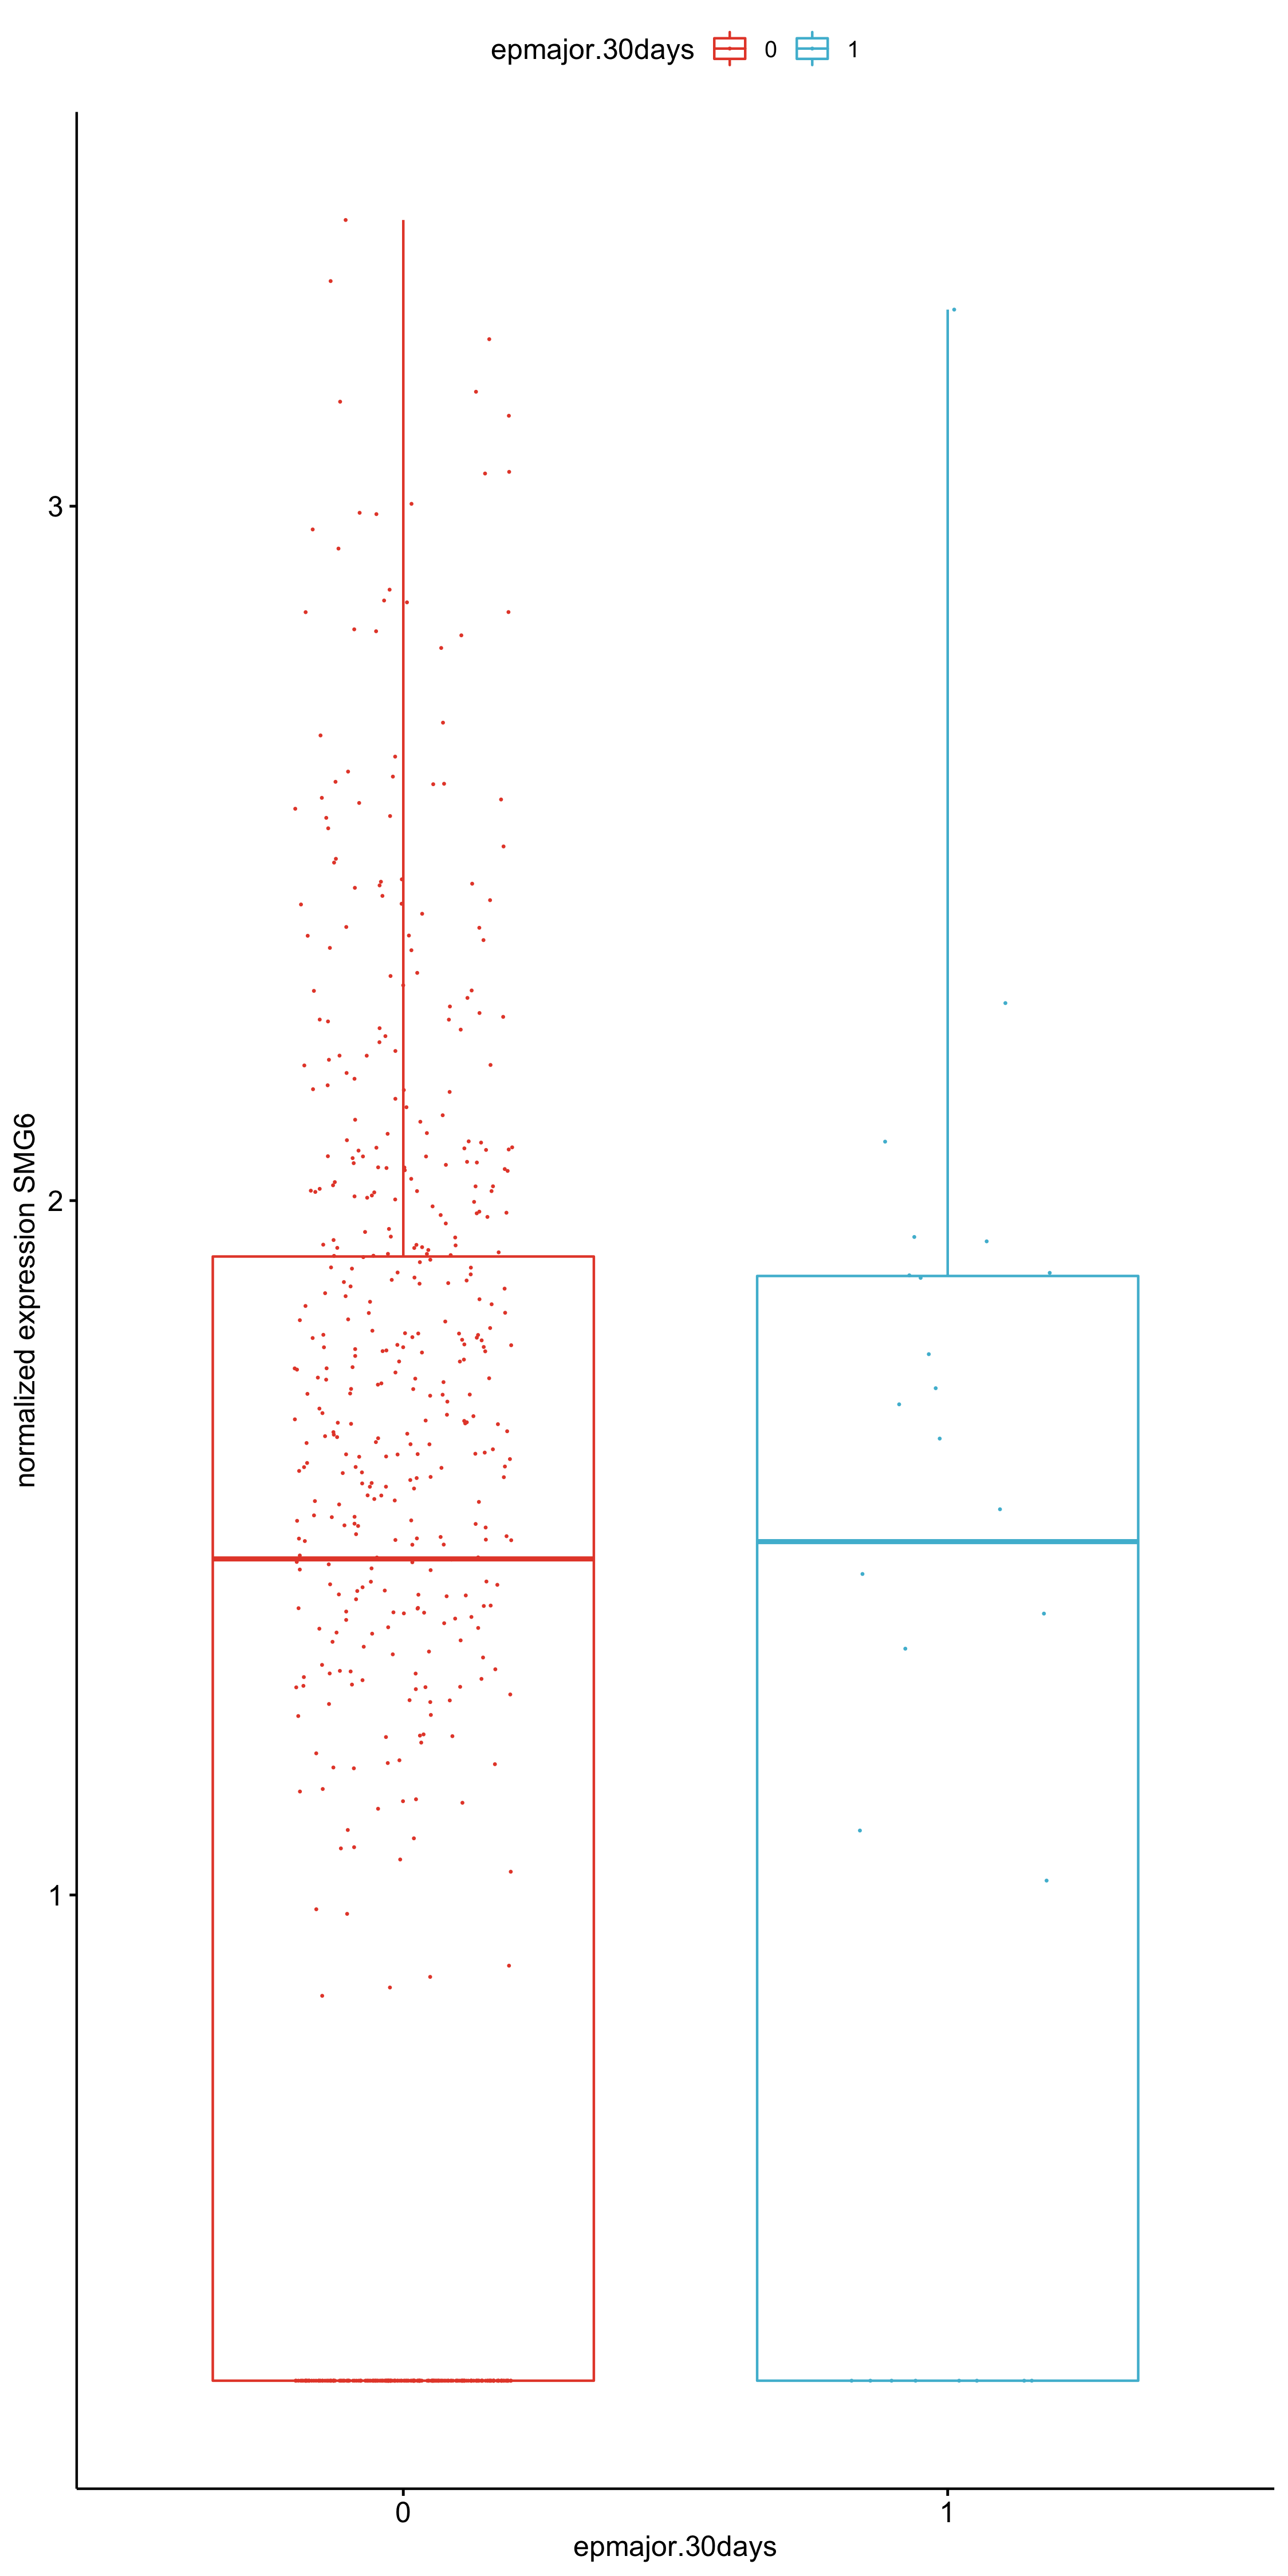 epmajor.30days 0 1
normalized expression SMG6
3
2
1
0 1
epmajor.30days